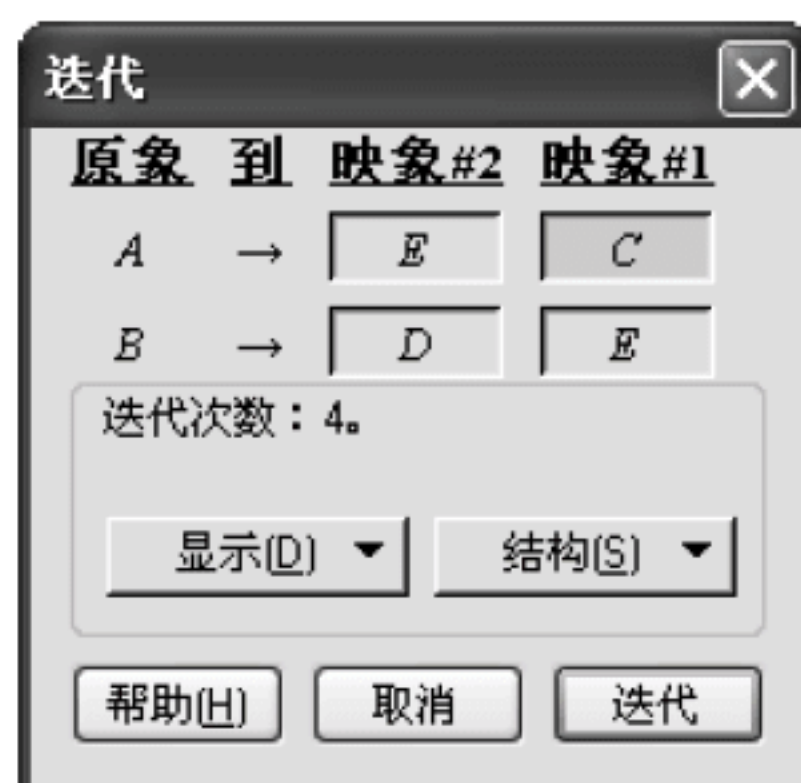 迭代
原象 到 映象#2 映象#1
A → E C
B → D E
迭代次数：4。
显示(D) 结构(S)
帮助(H) 取消 迭代